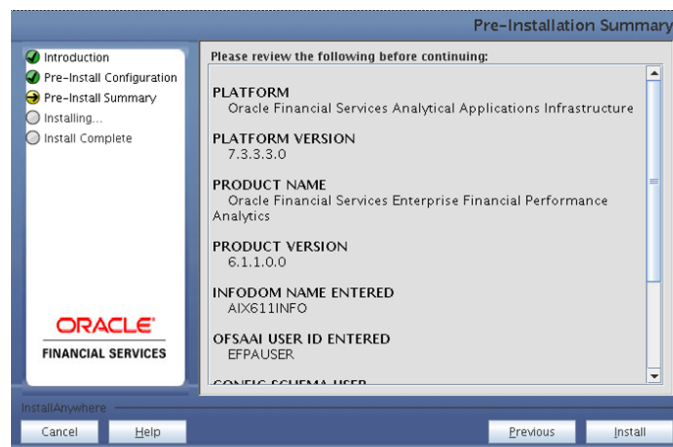 Pre-Installation Summary
Introduction
Pre-Install Configuration
Pre-Install Summary
Installing...
Install Complete
ORACLE
FINANCIAL SERVICES
Please review the following before continuing:
PLATFORM
Oracle Financial Services Analytical Applications Infrastructure
PLATFORM VERSION
7.3.3.3.0
PRODUCT NAME
Oracle Financial Services Enterprise Financial Performance
Analytics
PRODUCT VERSION
6.1.1.0.0
INFODOM NAME ENTERED
AIX611INFO
OFSAAI USER ID ENTERED
EFPAUSER
CONFIG SCHEMA USER
InstallAnywhere
Cancel
Help
Previous
Install